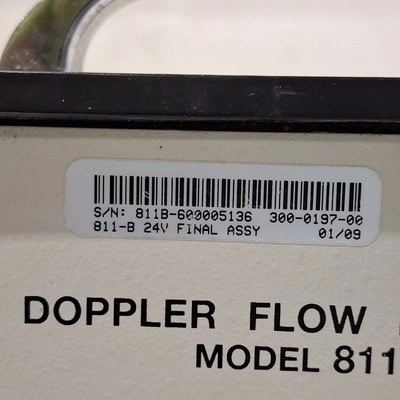 S/N: 811B-600005136 300-0197-00
811-B 24V FINAL ASSY 01/09
DOPPLER FLOW
MODEL 811